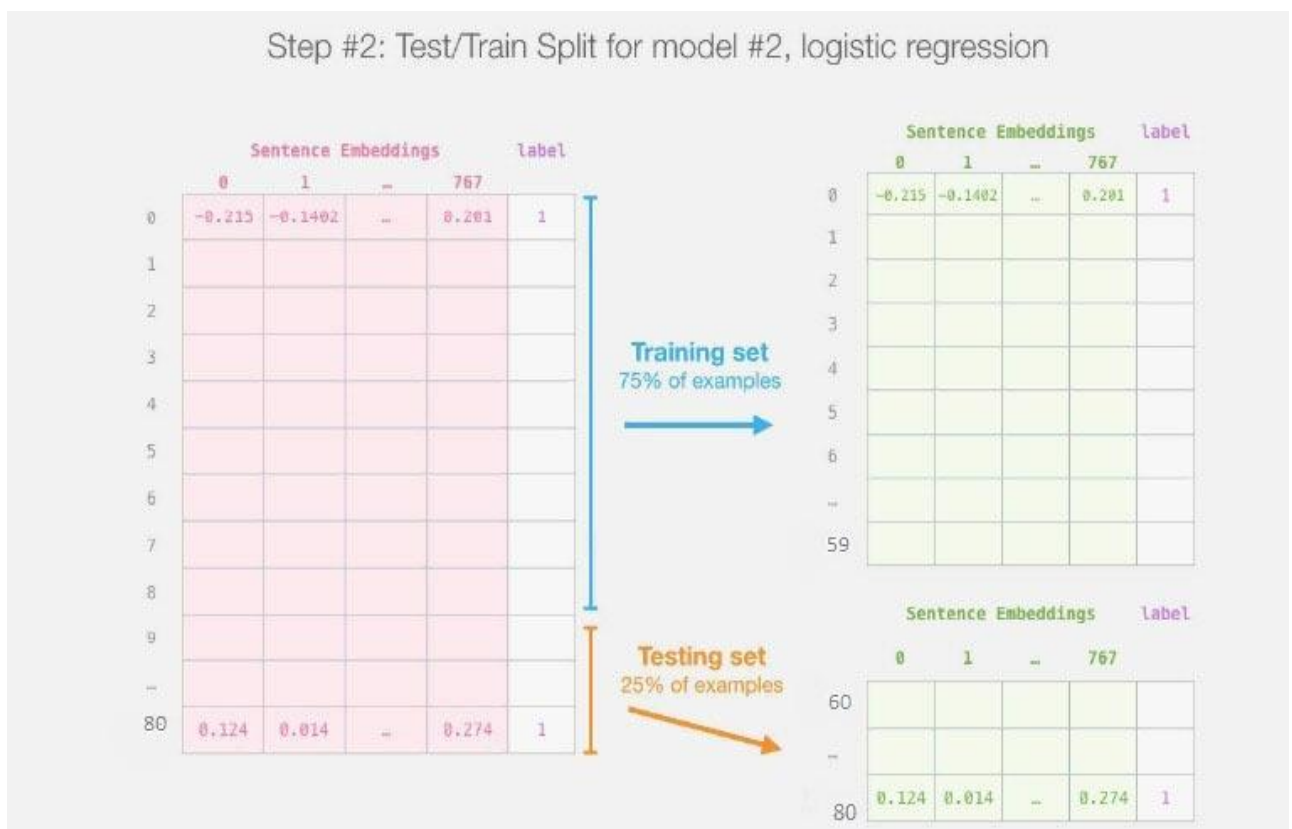 Step #2: Test/Train Split for model #2, logistic regression
Sentence Embeddings label
0 1 … 767
0 -0.215 -0.1402 … 0.201 1
1
2
3
4
5
6
7
8
9
…
80 0.124 0.014 … 0.274 1
Training set
75% of examples
Testing set
25% of examples
Sentence Embeddings label
0 1 … 767
0 -0.215 -0.1402 … 0.201 1
1
2
3
4
5
6
…
59
Sentence Embeddings label
0 1 … 767
60
…
80 0.124 0.014 … 0.274 1